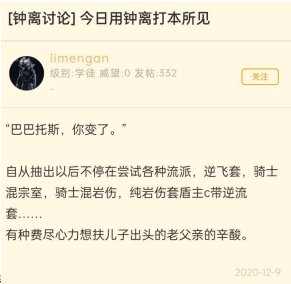 [钟离讨论] 今日用钟离打本所见
limengan
级别:学徒 威望:0 发帖:332
关注
“巴巴托斯，你变了。”
自从抽出以后不停在尝试各种流派，逆飞套，骑士
混宗室，骑士混岩伤，纯岩伤套盾主c带逆流
套……
有种费尽心力想扶儿子出头的老父亲的辛酸。
2020-12-9